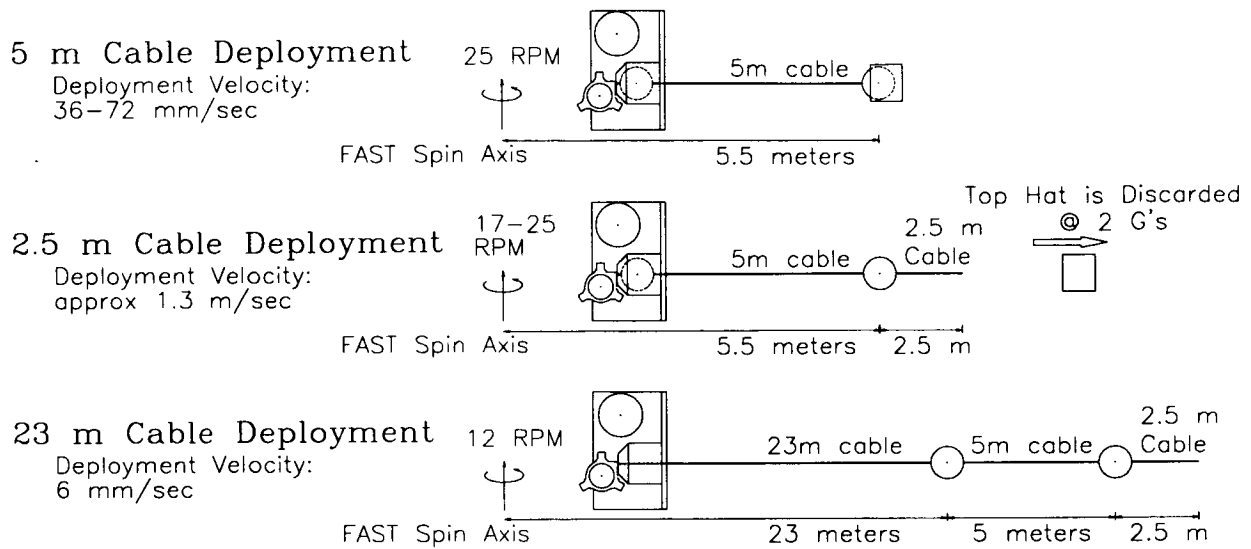 5 m Cable Deployment
Deployment Velocity:
36-72 mm/sec
25 RPM
5m cable
FAST Spin Axis
5.5 meters
2.5 m Cable Deployment
Deployment Velocity:
approx 1.3 m/sec
17-25
RPM
5m cable
2.5 m
Cable
Top Hat is Discarded
@ 2 G's
FAST Spin Axis
5.5 meters
2.5 m
23 m Cable Deployment
Deployment Velocity:
6 mm/sec
12 RPM
23m cable
5m cable
2.5 m
Cable
FAST Spin Axis
23 meters
5 meters
2.5 m